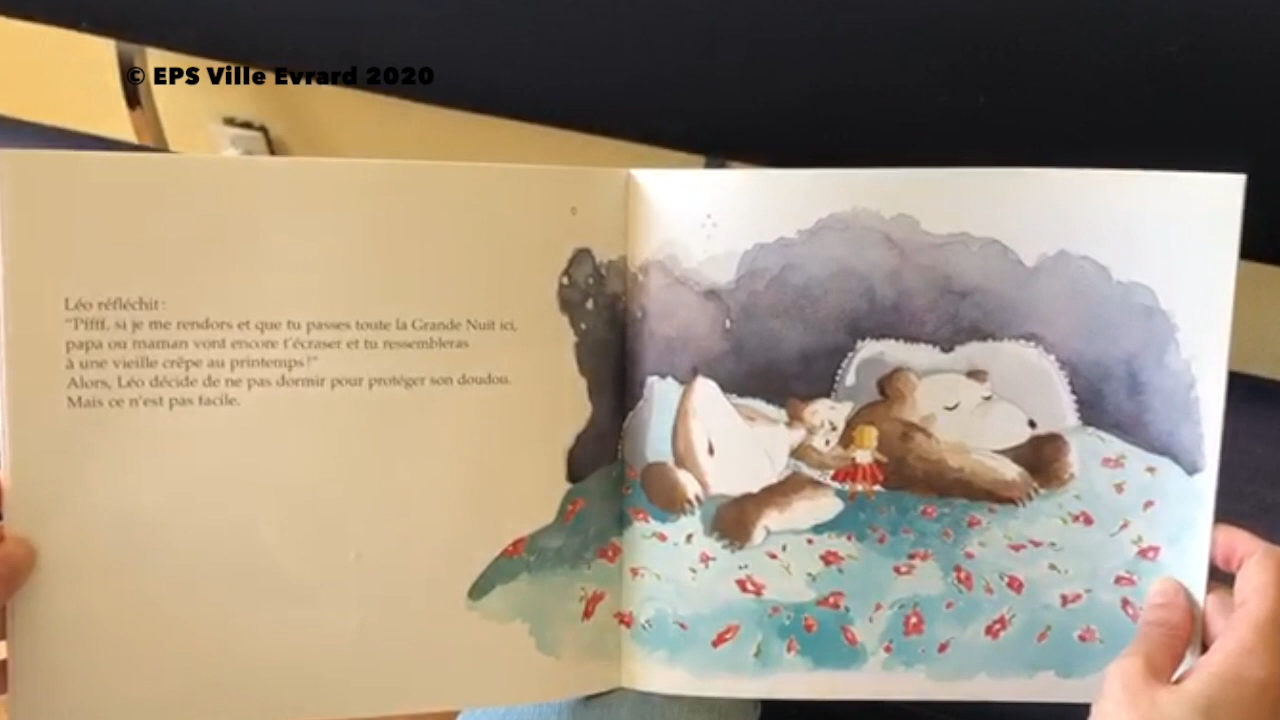 © EPS Ville Evrard 2020
Léo réfléchit :
"Pffff, si je me rendors et que tu passes toute la Grande Nuit ici,
papa ou maman vont encore t'écraser et tu ressembleras
à une vieille crêpe au printemps !"
Alors, Léo décide de ne pas dormir pour protéger son doudou.
Mais ce n'est pas facile.